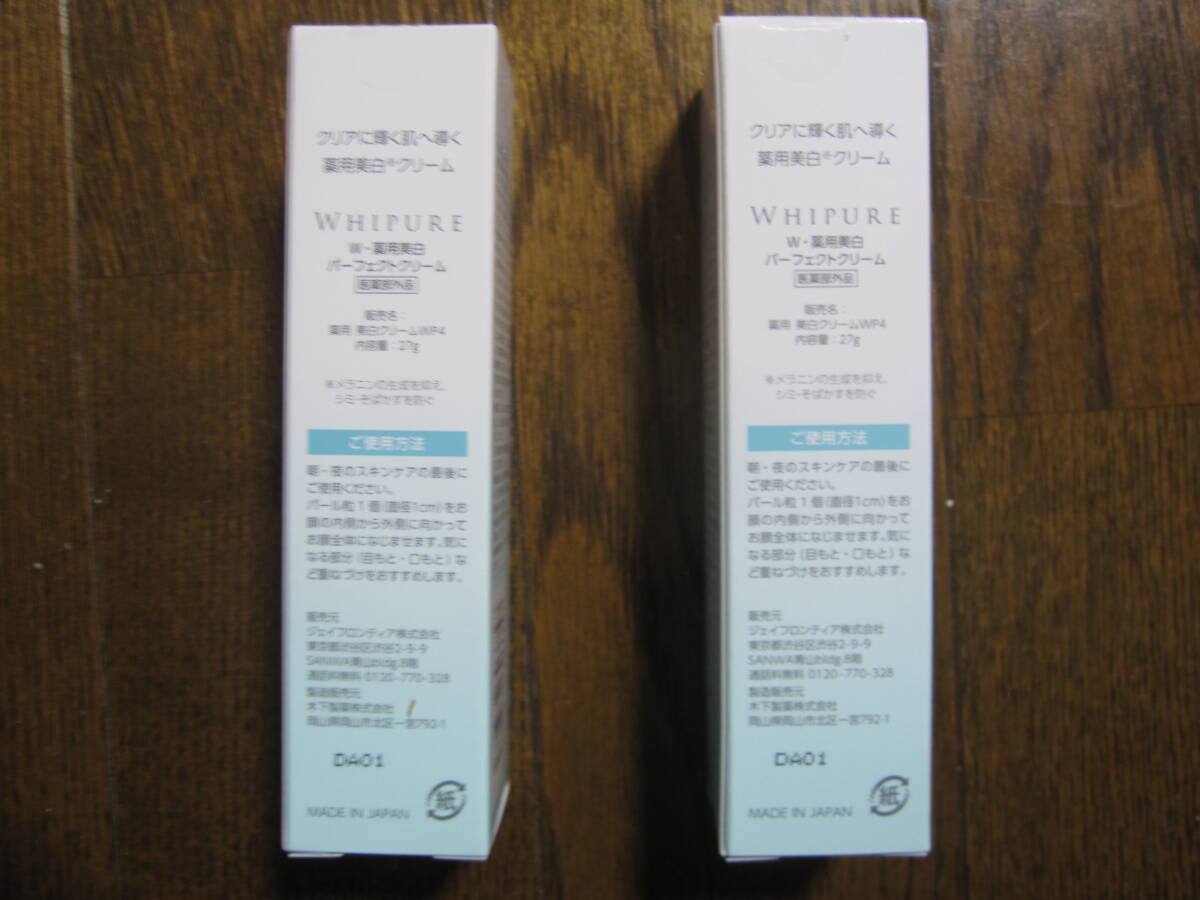 クリアに輝く肌へ導く
薬用美白※クリーム
WHIPURE
W・薬用美白
パーフェクトクリーム
医薬部外品
販売名：
薬用 美白クリームWP4
内容量：27g
※メラニンの生成を抑え、
シミ・そばかすを防ぐ
ご使用方法
朝・夜のスキンケアの最後に
ご使用ください。
パール粒1個（直径1cm）をお
顔の内側から外側に向かって
お顔全体になじませます。気に
なる部分（目もと・口もと）な
ど重ねづけをおすすめします。
販売元
ジェイフロンティア株式会社
東京都渋谷区渋谷2-9-9
SANWA青山bldg.8階
通話料無料 0120-770-328
製造販売元
木下製薬株式会社
岡山県岡山市北区一宮792-1
DA01
MADE IN JAPAN
紙
クリアに輝く肌へ導く
薬用美白※クリーム
WHIPURE
W・薬用美白
パーフェクトクリーム
医薬部外品
販売名：
薬用 美白クリームWP4
内容量：27g
※メラニンの生成を抑え、
シミ・そばかすを防ぐ
ご使用方法
朝・夜のスキンケアの最後に
ご使用ください。
パール粒1個（直径1cm）をお
顔の内側から外側に向かって
お顔全体になじませます。気に
なる部分（目もと・口もと）な
ど重ねづけをおすすめします。
販売元
ジェイフロンティア株式会社
東京都渋谷区渋谷2-9-9
SANWA青山bldg.8階
通話料無料 0120-770-328
製造販売元
木下製薬株式会社
岡山県岡山市北区一宮792-1
DA01
MADE IN JAPAN
紙